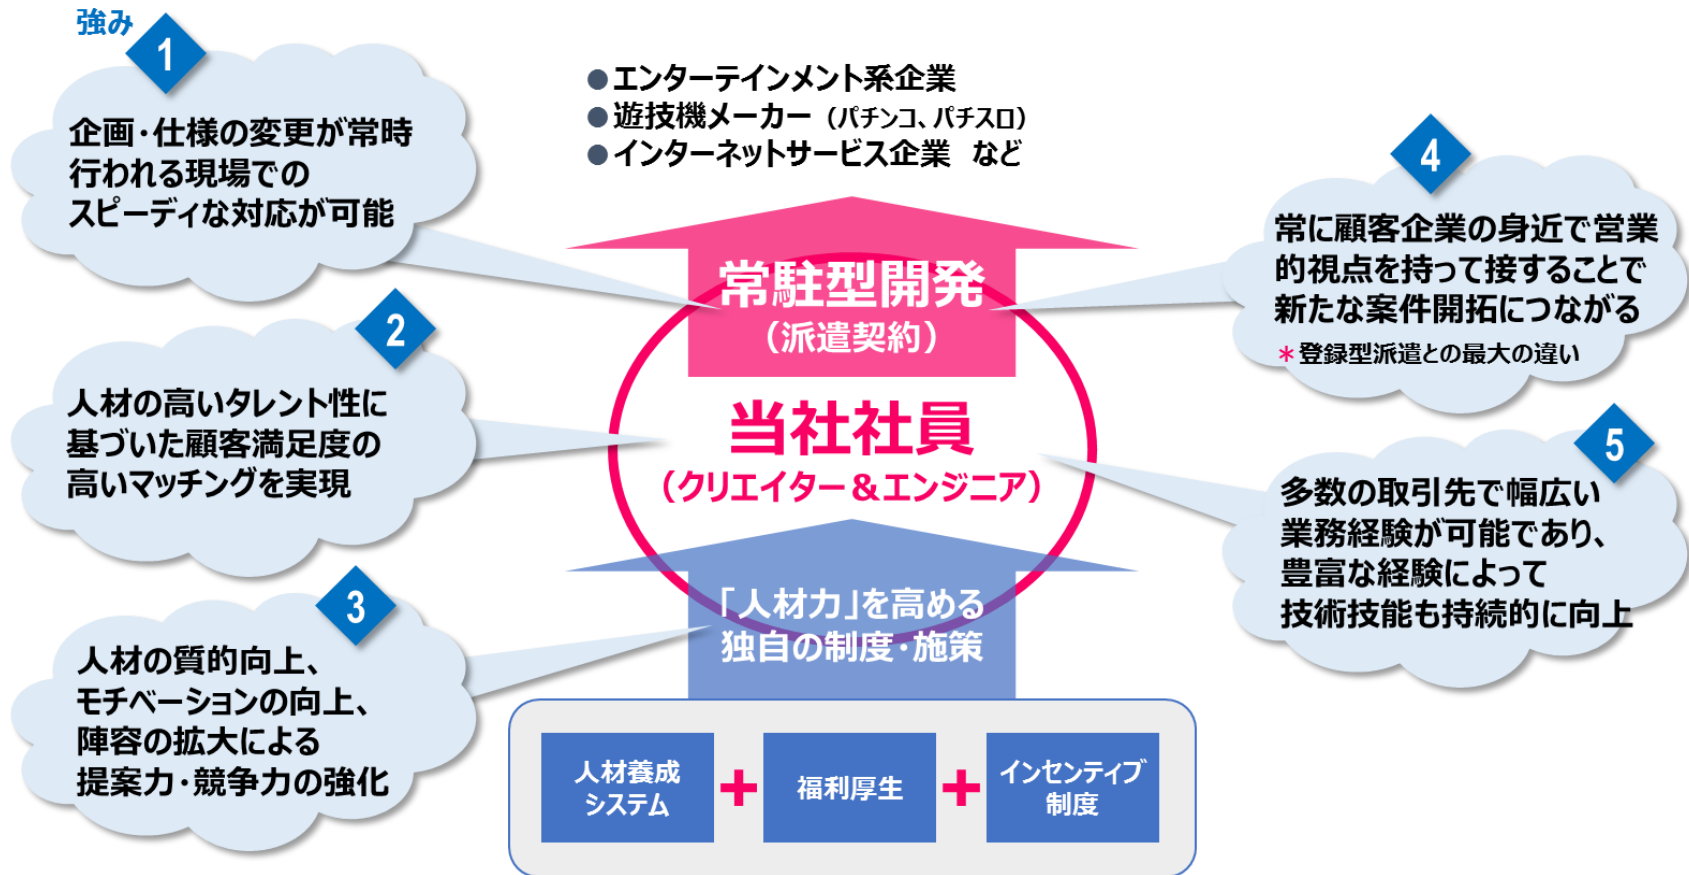 強み
1
企画・仕様の変更が常時
行われる現場での
スピーディな対応が可能
2
人材の高いタレント性に
基づいた顧客満足度の
高いマッチングを実現
3
人材の質的向上、
モチベーションの向上、
陣容の拡大による
提案力・競争力の強化
●エンターテインメント系企業
●遊技機メーカー（パチンコ、パチスロ）
●インターネットサービス企業　など
常駐型開発
（派遣契約）
当社社員
（クリエイター＆エンジニア）
「人材力」を高める
独自の制度・施策
人材養成
システム
+
福利厚生
+
インセンティブ
制度
4
常に顧客企業の身近で営業
的視点を持って接することで
新たな案件開拓につながる
＊登録型派遣との最大の違い
5
多数の取引先で幅広い
業務経験が可能であり、
豊富な経験によって
技術技能も持続的に向上